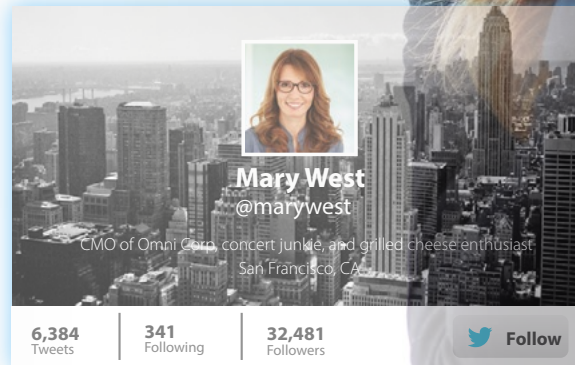 Mary West
@marywest
CMO of Omni Corp, concert junkie, and grilled cheese enthusiast
San Francisco, CA
6,384
Tweets
341
Following
32,481
Followers
Follow